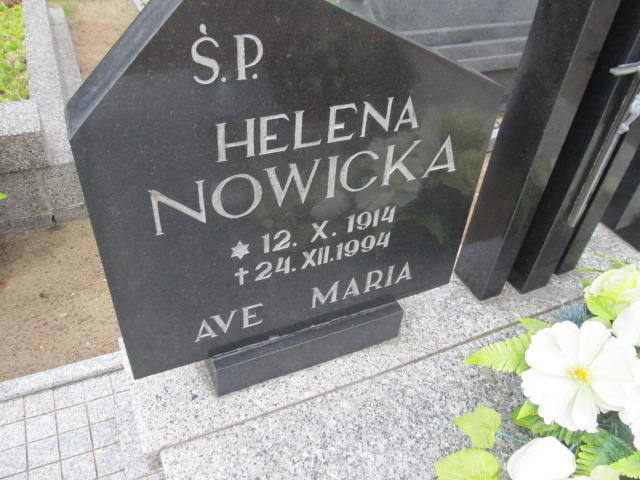 Ś.P.
HELENA
NOWICKA
* 12. X. 1914
† 24. XII. 1994
AVE MARIA